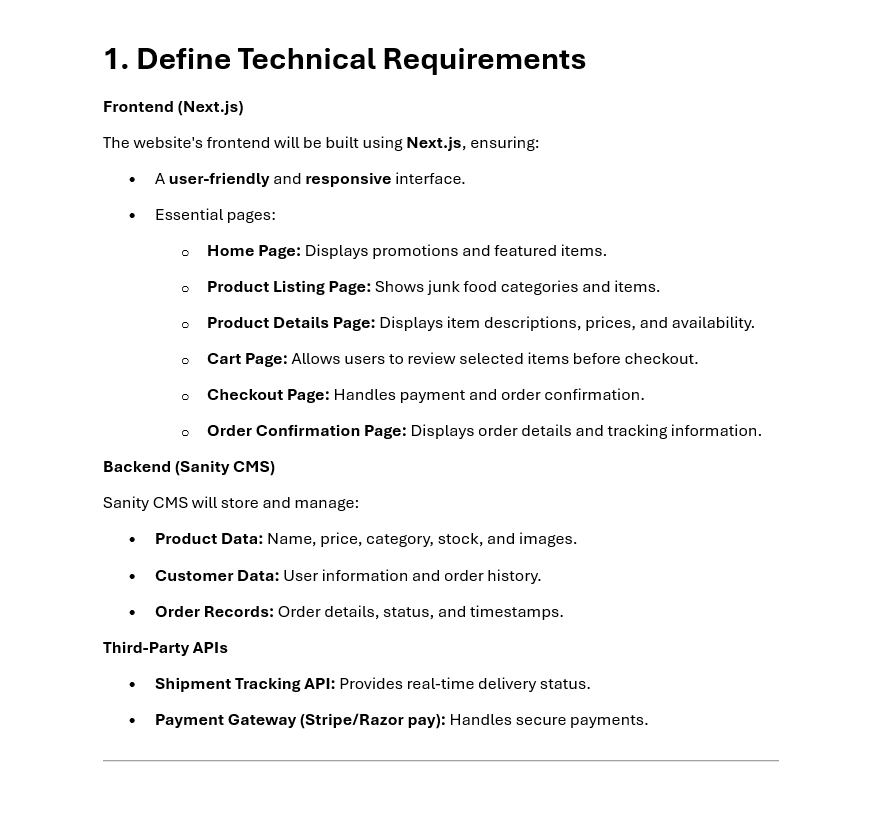 1. Define Technical Requirements
Frontend (Next.js)
The website's frontend will be built using Next.js, ensuring:
• A user-friendly and responsive interface.
• Essential pages:
o Home Page: Displays promotions and featured items.
o Product Listing Page: Shows junk food categories and items.
o Product Details Page: Displays item descriptions, prices, and availability.
o Cart Page: Allows users to review selected items before checkout.
o Checkout Page: Handles payment and order confirmation.
o Order Confirmation Page: Displays order details and tracking information.
Backend (Sanity CMS)
Sanity CMS will store and manage:
• Product Data: Name, price, category, stock, and images.
• Customer Data: User information and order history.
• Order Records: Order details, status, and timestamps.
Third-Party APIs
• Shipment Tracking API: Provides real-time delivery status.
• Payment Gateway (Stripe/Razor pay): Handles secure payments.